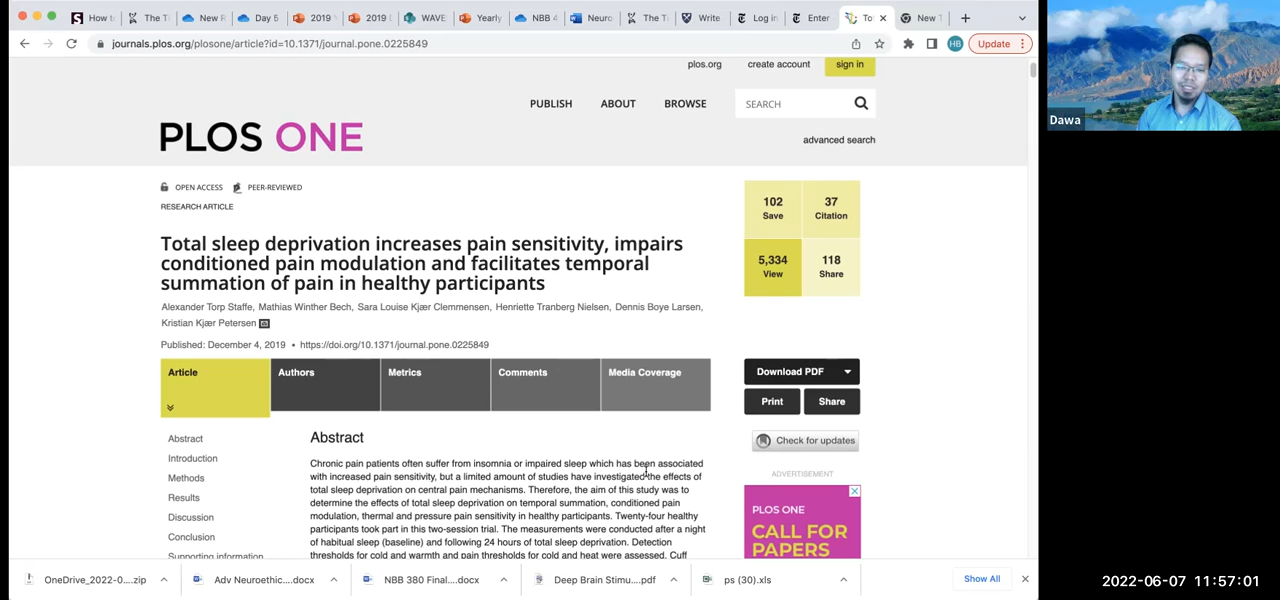 How t
The Ti
New R
Day 5
2019
2019 E
WAVE
Yearly
NBB 4
Neuro
The Ti
Write
Log in
Enter
To
New T
journals.plos.org/plosone/article?id=10.1371/journal.pone.0225849
HB
Update
plos.org
create account
sign in
PUBLISH
ABOUT
BROWSE
SEARCH
PLOS ONE
advanced search
OPEN ACCESS
PEER-REVIEWED
RESEARCH ARTICLE
102
Save
37
Citation
5,334
View
118
Share
Total sleep deprivation increases pain sensitivity, impairs
conditioned pain modulation and facilitates temporal
summation of pain in healthy participants
Alexander Torp Staffe, Mathias Winther Bech, Sara Louise Kjær Clemmensen, Henriette Tranberg Nielsen, Dennis Boye Larsen,
Kristian Kjær Petersen
Published: December 4, 2019 • https://doi.org/10.1371/journal.pone.0225849
Article
Authors
Metrics
Comments
Media Coverage
Download PDF
Print
Share
Check for updates
ADVERTISEMENT
PLOS ONE
CALL FOR
PAPERS
Abstract
Introduction
Methods
Results
Discussion
Conclusion
Supporting information
Abstract
Chronic pain patients often suffer from insomnia or impaired sleep which has been associated
with increased pain sensitivity, but a limited amount of studies have investigated the effects of
total sleep deprivation on central pain mechanisms. Therefore, the aim of this study was to
determine the effects of total sleep deprivation on temporal summation, conditioned pain
modulation, thermal and pressure pain sensitivity in healthy participants. Twenty-four healthy
participants took part in this two-session trial. The measurements were conducted after a night
of habitual sleep (baseline) and following 24 hours of total sleep deprivation. Detection
thresholds for cold and warmth and pain thresholds for cold and heat were assessed. Cuff
OneDrive_2022-0....zip
Adv Neuroethic....docx
NBB 380 Final....docx
Deep Brain Stimu....pdf
ps (30).xls
Show All
Dawa
2022-06-07 11:57:01